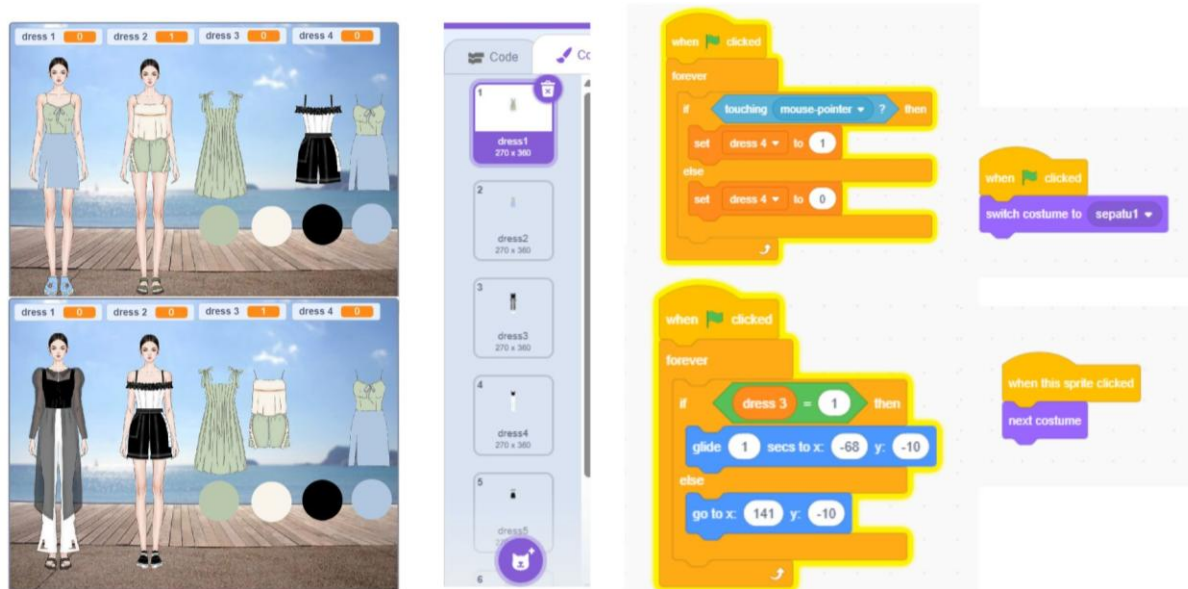 dress 1 0 dress 2 1 dress 3 0 dress 4 0
dress 1 0 dress 2 0 dress 3 1 dress 4 0
Code
Co
1
dress1
270 x 360
2
dress2
270 x 360
3
dress3
270 x 360
4
dress4
270 x 360
5
dress5
6
when clicked
forever
if touching mouse-pointer ? then
set dress 4 to 1
else
set dress 4 to 0
when clicked
forever
if dress 3 = 1 then
glide 1 secs to x: -68 y: -10
else
go to x: 141 y: -10
when clicked
switch costume to sepatu1
when this sprite clicked
next costume